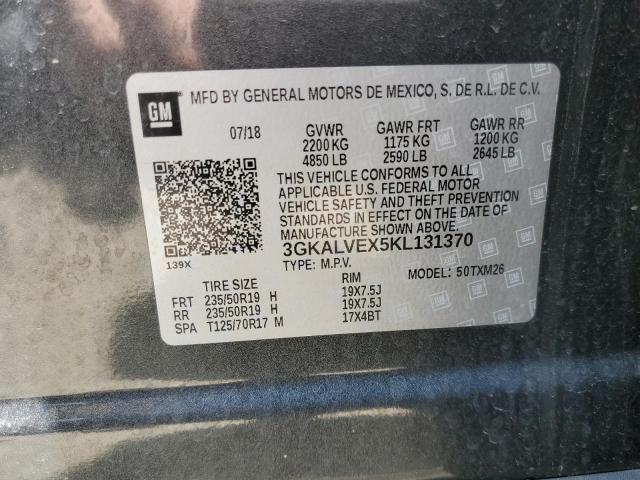 GM
MFD BY GENERAL MOTORS DE MEXICO, S. DE R.L. DE C.V.
07/18 GVWR GAWR FRT GAWR RR
2200 KG 1175 KG 1200 KG
4850 LB 2590 LB 2645 LB
THIS VEHICLE CONFORMS TO ALL
APPLICABLE U.S. FEDERAL MOTOR
VEHICLE SAFETY AND THEFT PREVENTION
STANDARDS IN EFFECT ON THE DATE OF
MANUFACTURE SHOWN ABOVE.
3GKALVEX5KL131370
139X
TYPE: M.P.V. MODEL: 50TXM26
TIRE SIZE RIM
FRT 235/50R19 H 19X7.5J
RR 235/50R19 H 19X7.5J
SPA T125/70R17 M 17X4BT